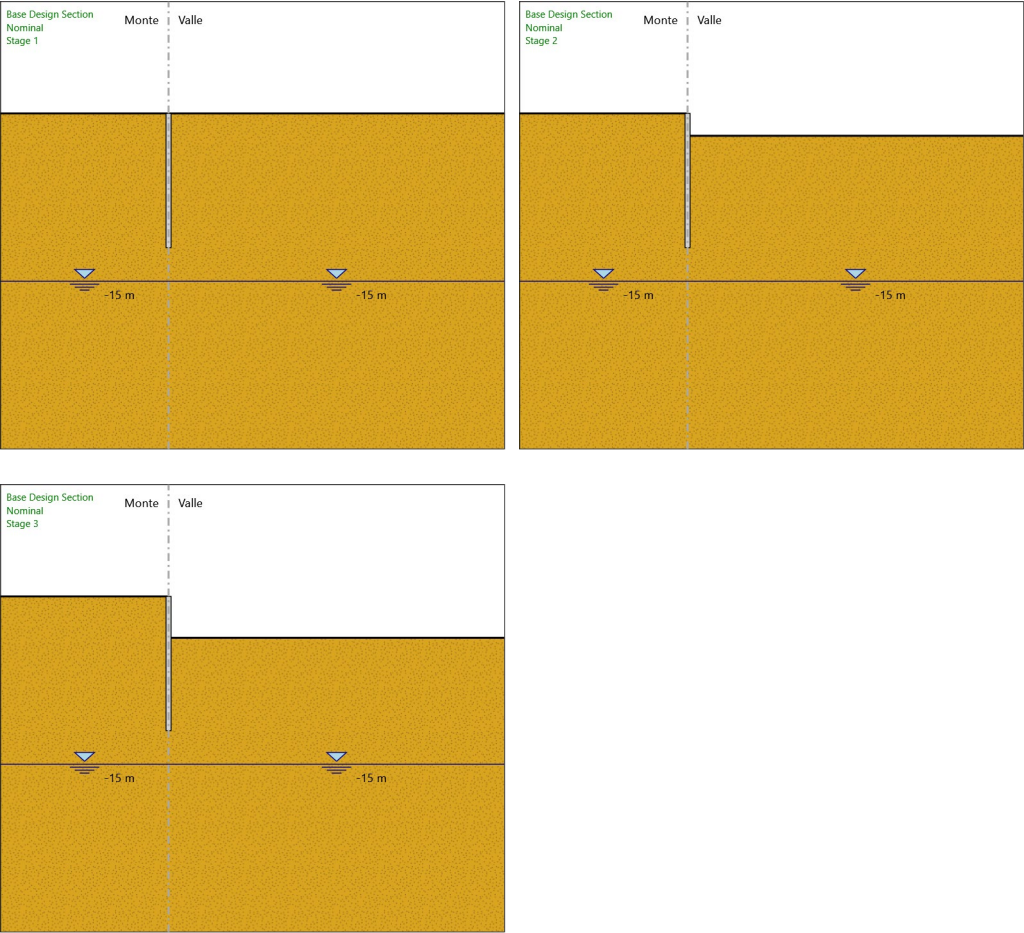 Base Design Section
Nominal
Stage 1
Monte
Valle
-15 m
-15 m
Base Design Section
Nominal
Stage 2
Monte
Valle
-15 m
-15 m
Base Design Section
Nominal
Stage 3
Monte
Valle
-15 m
-15 m